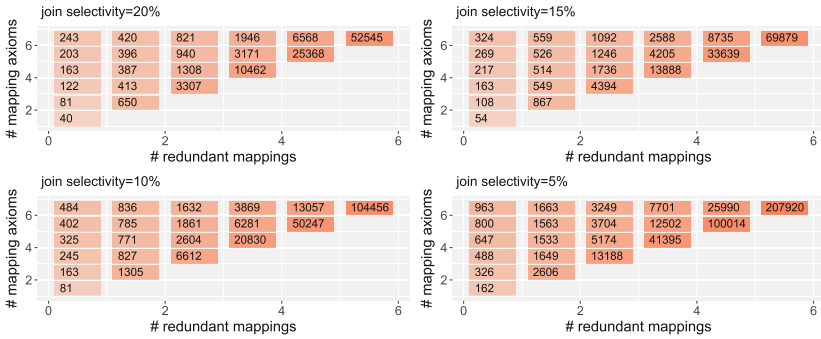 join selectivity=20%
243 420 821 1946 6568 52545
203 396 940 3171 25368
163 387 1308 10462
122 413 3307
81 650
40
6
4
2
0 2 4 6
# mapping axioms
# redundant mappings
join selectivity=15%
324 559 1092 2588 8735 69879
269 526 1246 4205 33639
217 514 1736 13888
163 549 4394
108 867
54
6
4
2
0 2 4 6
# mapping axioms
# redundant mappings
join selectivity=10%
484 836 1632 3869 13057 104456
402 785 1861 6281 50247
325 771 2604 20830
245 827 6612
163 1305
81
6
4
2
0 2 4 6
# mapping axioms
# redundant mappings
join selectivity=5%
963 1663 3249 7701 25990 207920
800 1563 3704 12502 100014
647 1533 5174 41395
488 1649 13188
326 2606
162
6
4
2
0 2 4 6
# mapping axioms
# redundant mappings